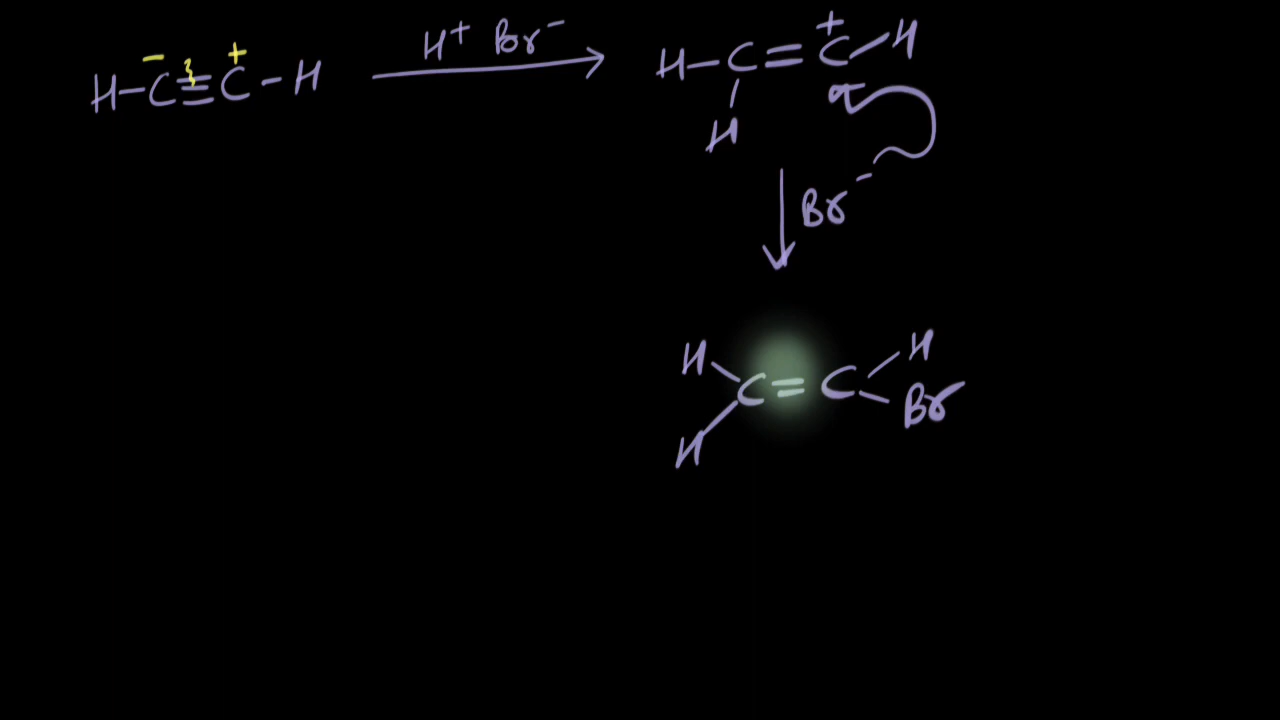 H-C≡C-H
- +
H⁺ Br⁻
H-C=C-H
+
H
Br⁻
H H
C=C
H Br